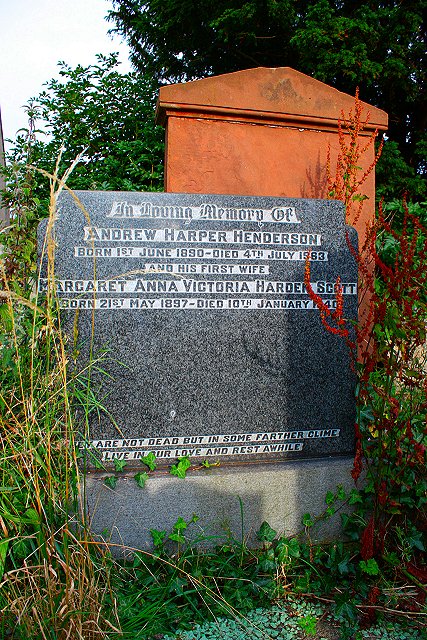 In Loving Memory Of
ANDREW HARPER HENDERSON
BORN 1ST JUNE 1890-DIED 4TH JULY 1983
AND HIS FIRST WIFE
MARGARET ANNA VICTORIA HARDEN SCOTT
BORN 21ST MAY 1897-DIED 10TH JANUARY
ARE NOT DEAD BUT IN SOME FARTHER CLIME
LIVE IN OUR LOVE AND REST AWHILE